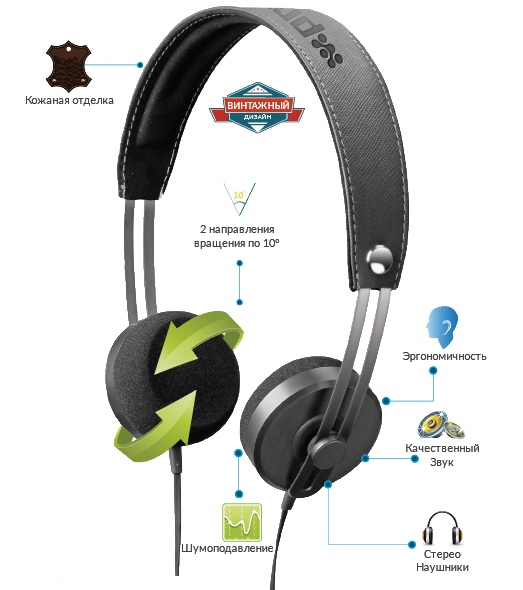 Кожаная отделка
ВИНТАЖНЫЙ
ДИЗАЙН
10°
2 направления
вращения по 10°
Эргономичность
Качественный
Звук
Шумоподавление
Стерео
Наушники